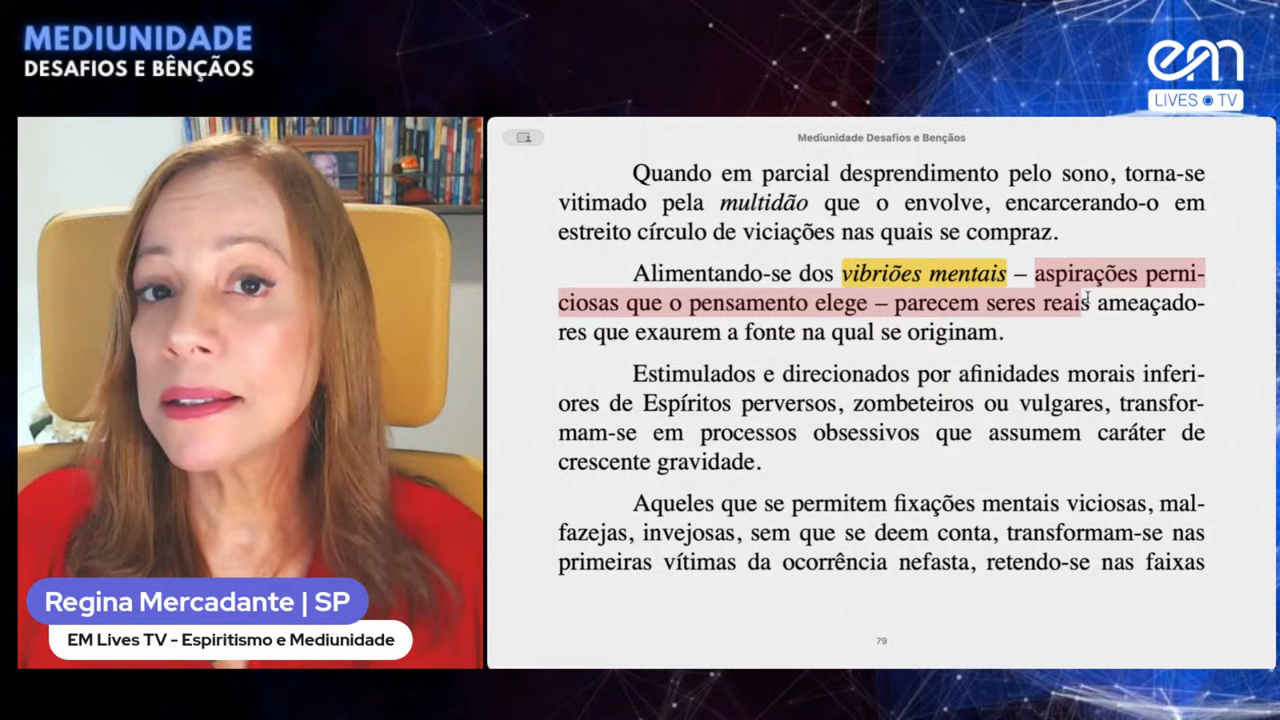 MEDIUNIDADE
DESAFIOS E BÊNÇÃOS
em
LIVES TV
Mediunidade Desafios e Bençãos
Quando em parcial desprendimento pelo sono, torna-se
vitimado pela multidão que o envolve, encarcerando-o em
estreito círculo de viciações nas quais se compraz.
Alimentando-se dos vibriões mentais – aspirações perni-
ciosas que o pensamento elege – parecem seres reais ameaçado-
res que exaurem a fonte na qual se originam.
Estimulados e direcionados por afinidades morais inferi-
ores de Espíritos perversos, zombeteiros ou vulgares, transfor-
mam-se em processos obsessivos que assumem caráter de
crescente gravidade.
Aqueles que se permitem fixações mentais viciosas, mal-
fazejas, invejosas, sem que se deem conta, transformam-se nas
primeiras vítimas da ocorrência nefasta, retendo-se nas faixas
79
Regina Mercadante | SP
EM Lives TV - Espiritismo e Mediunidade